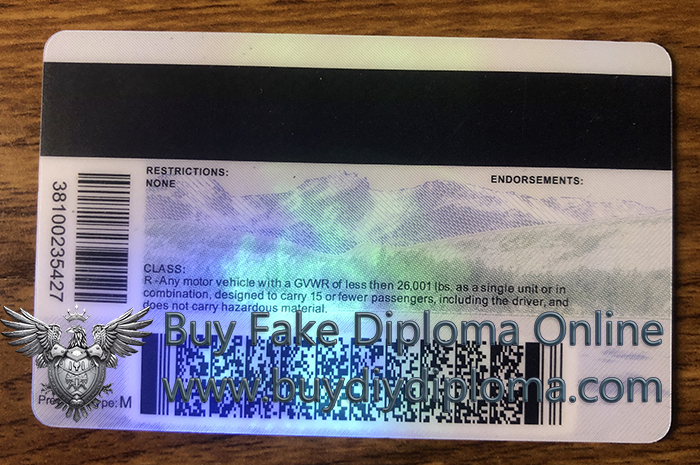 RESTRICTIONS:
NONE
ENDORSEMENTS:
38100235427
CLASS:
R -Any motor vehicle with a GVWR of less then 26,001 lbs, as a single unit or in
combination, designed to carry 15 or fewer passengers, including the driver, and
does not carry hazardous material.
Buy Fake Diploma Online
www.buydiydiploma.com
Type: M